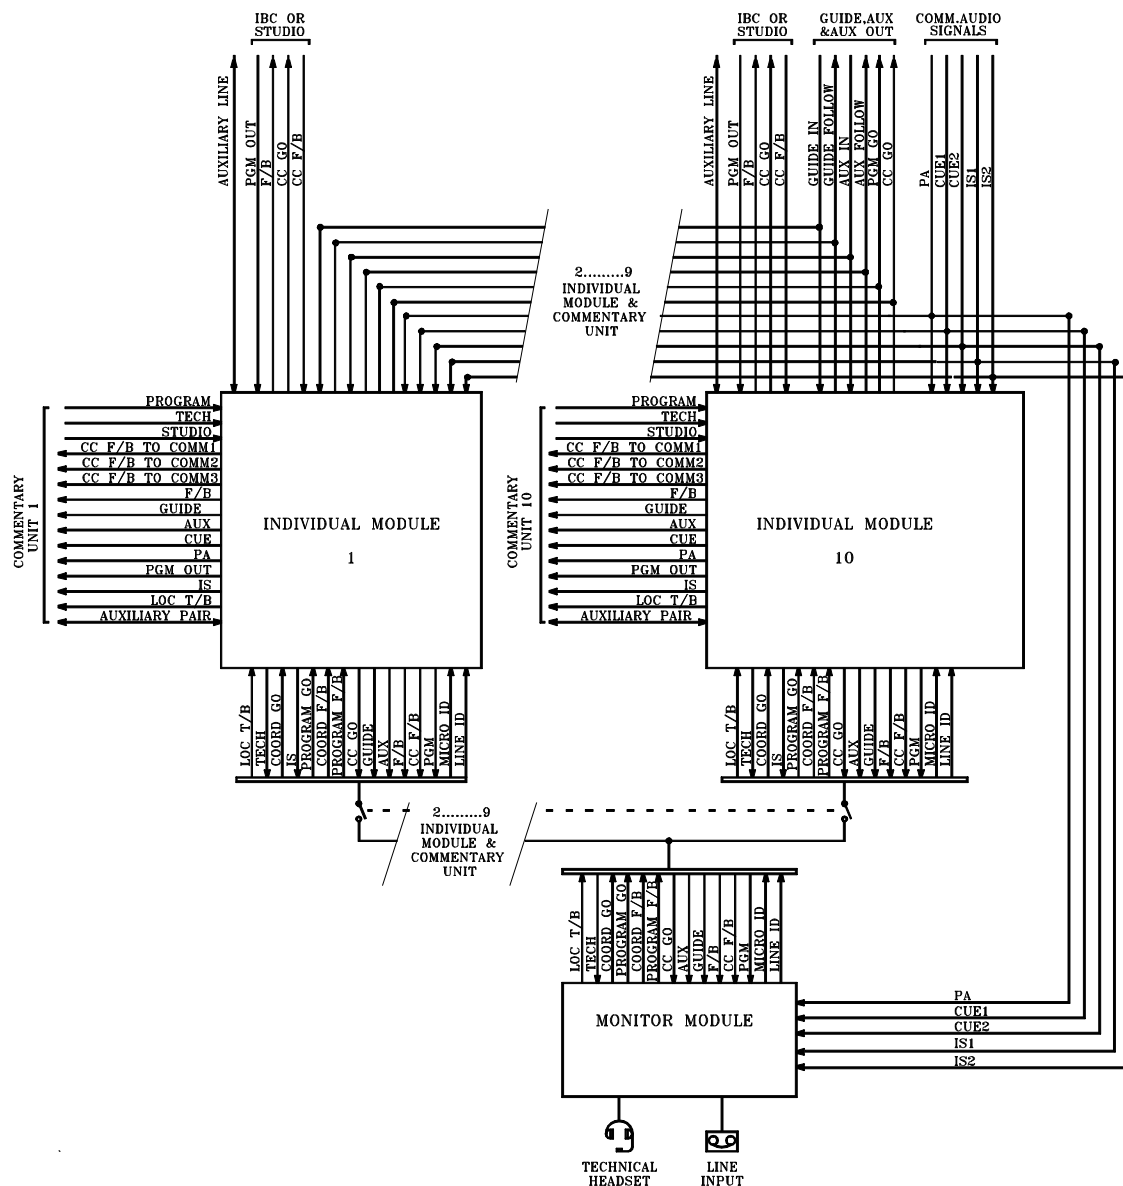 IBC OR
STUDIO
IBC OR
STUDIO
GUIDE,AUX
&AUX OUT
COMM.AUDIO
SIGNALS
AUXILIARY LINE
PGM OUT
F/B
CC GO
CC F/B
AUXILIARY LINE
PGM OUT
F/B
CC GO
CC F/B
GUIDE IN
GUIDE FOLLOW
AUX IN
AUX FOLLOW
PGM GO
CC GO
PA
CUE1
CUE2
IS1
IS2
2.........9
INDIVIDUAL
MODULE &
COMMENTARY
UNIT
COMMENTARY
UNIT 1
PROGRAM
TECH
STUDIO
CC F/B TO COMM1
CC F/B TO COMM2
CC F/B TO COMM3
F/B
GUIDE
AUX
CUE
PA
PGM OUT
IS
LOC T/B
AUXILIARY PAIR
INDIVIDUAL MODULE
1
COMMENTARY
UNIT 10
PROGRAM
TECH
STUDIO
CC F/B TO COMM1
CC F/B TO COMM2
CC F/B TO COMM3
F/B
GUIDE
AUX
CUE
PA
PGM OUT
IS
LOC T/B
AUXILIARY PAIR
INDIVIDUAL MODULE
10
LOC T/B
TECH
COORD GO
IS
PROGRAM GO
COORD F/B
PROGRAM F/B
CC GO
GUIDE
AUX
F/B
CC F/B
PGM
MICRO ID
LINE ID
LOC T/B
TECH
COORD GO
IS
PROGRAM GO
COORD F/B
PROGRAM F/B
CC GO
AUX
GUIDE
F/B
CC F/B
PGM
MICRO ID
LINE ID
2.........9
INDIVIDUAL
MODULE &
COMMENTARY
UNIT
LOC T/B
TECH
COORD GO
PROGRAM GO
COORD F/B
PROGRAM F/B
CC GO
AUX
GUIDE
F/B
CC F/B
PGM
MICRO ID
LINE ID
MONITOR MODULE
PA
CUE1
CUE2
IS1
IS2
TECHNICAL
HEADSET
LINE
INPUT